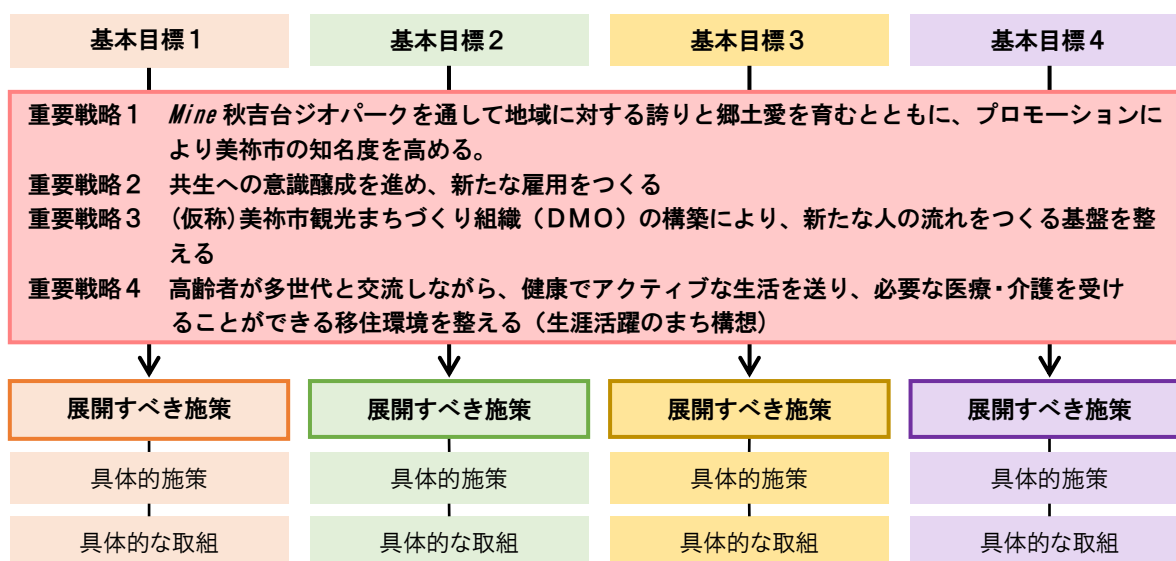 基本目標１
基本目標２
基本目標３
基本目標４
重要戦略１ Mine 秋吉台ジオパークを通して地域に対する誇りと郷土愛を育むとともに、プロモーションに
より美祢市の知名度を高める。
重要戦略２ 共生への意識醸成を進め、新たな雇用をつくる
重要戦略３ (仮称)美祢市観光まちづくり組織（ＤＭＯ）の構築により、新たな人の流れをつくる基盤を整
える
重要戦略４ 高齢者が多世代と交流しながら、健康でアクティブな生活を送り、必要な医療・介護を受け
ることができる移住環境を整える（生涯活躍のまち構想）
展開すべき施策
展開すべき施策
展開すべき施策
展開すべき施策
具体的施策
具体的施策
具体的施策
具体的施策
具体的な取組
具体的な取組
具体的な取組
具体的な取組